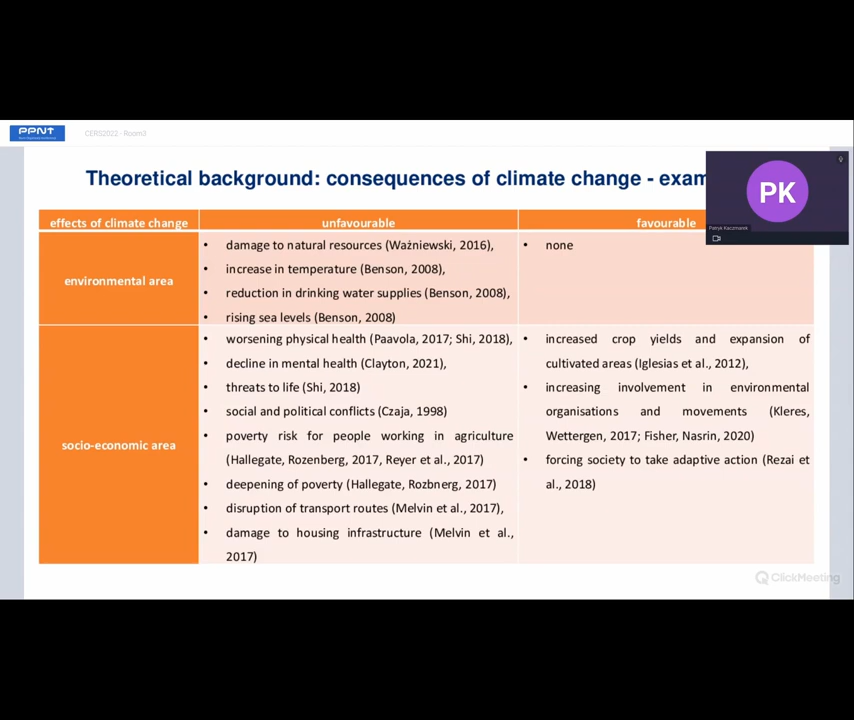 PPNT
CERS2022 - Room3
Theoretical background: consequences of climate change - exam
PK
Patryk Kaczmarek
effects of climate change
unfavourable
favourable
environmental area
• damage to natural resources (Ważniewski, 2016),
• increase in temperature (Benson, 2008),
• reduction in drinking water supplies (Benson, 2008),
• rising sea levels (Benson, 2008)
• none
socio-economic area
• worsening physical health (Paavola, 2017; Shi, 2018),
• decline in mental health (Clayton, 2021),
• threats to life (Shi, 2018)
• social and political conflicts (Czaja, 1998)
• poverty risk for people working in agriculture
(Hallegate, Rozenberg, 2017, Reyer et al., 2017)
• deepening of poverty (Hallegate, Rozbnerg, 2017)
• disruption of transport routes (Melvin et al., 2017),
• damage to housing infrastructure (Melvin et al.,
2017)
• increased crop yields and expansion of
cultivated areas (Iglesias et al., 2012),
• increasing involvement in environmental
organisations and movements (Kleres,
Wettergen, 2017; Fisher, Nasrin, 2020)
• forcing society to take adaptive action (Rezai et
al., 2018)
ClickMeeting